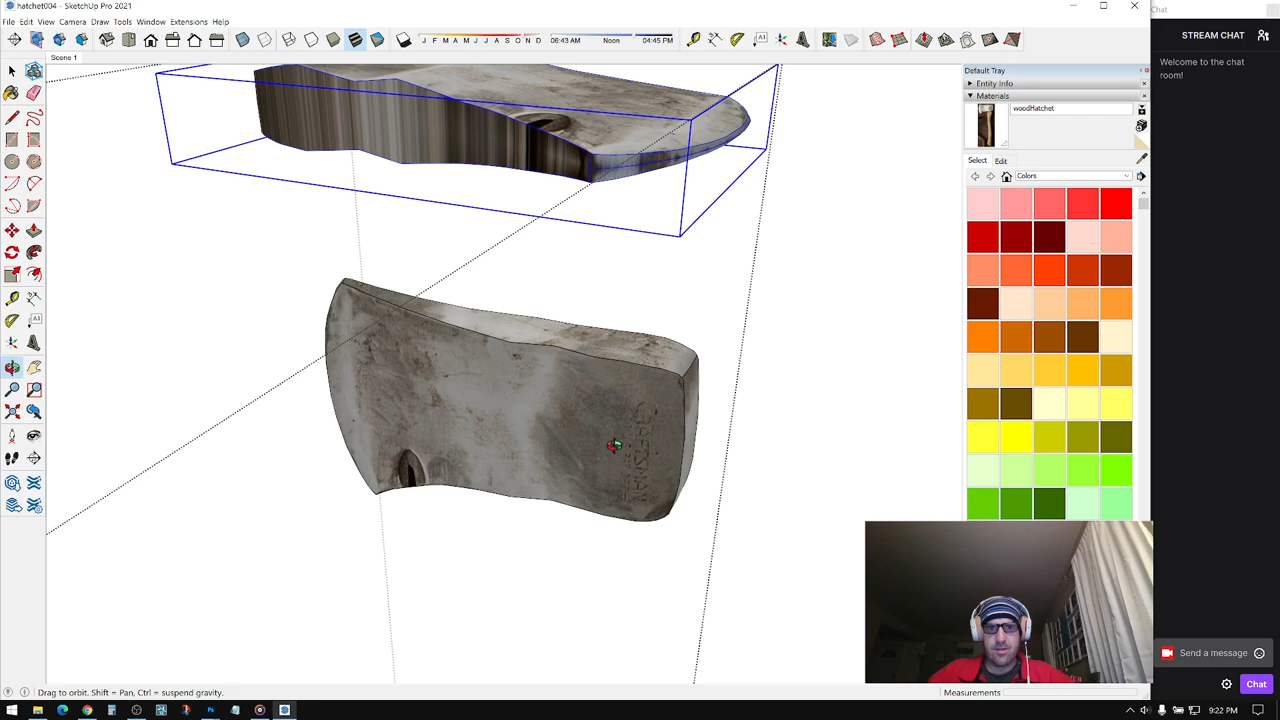 hatchet004 - SketchUp Pro 2021
File Edit View Camera Draw Tools Window Extensions Help
J F M A M J J A S O N D
06:43 AM Noon 04:45 PM
Scene 1
Default Tray
Entity Info
Materials
woodHatchet
Select Edit
Colors
CRAFTSMAN
Drag to orbit. Shift = Pan, Ctrl = suspend gravity.
Measurements
Chat
STREAM CHAT
Welcome to the chat
room!
Send a message
Chat
9:22 PM